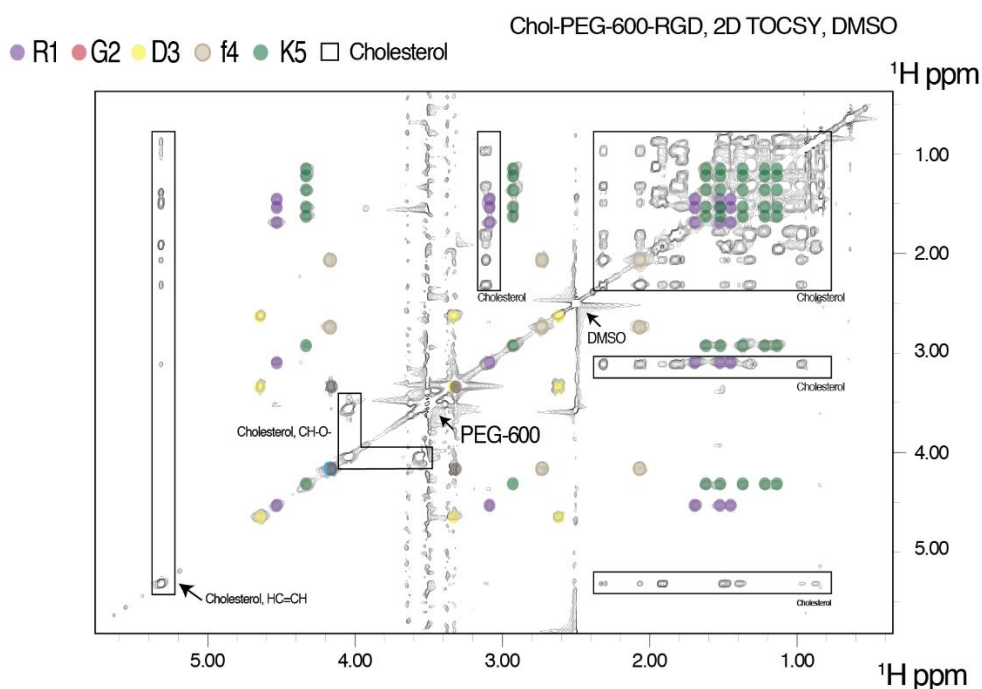 Chol-PEG-600-RGD, 2D TOCSY, DMSO
R1 G2 D3 f4 K5 Cholesterol
¹H ppm
1.00
2.00
Cholesterol Cholesterol
DMSO
3.00
Cholesterol
Cholesterol, CH-O-
PEG-600
4.00
5.00
Cholesterol, HC=CH
Cholesterol
5.00 4.00 3.00 2.00 1.00
¹H ppm